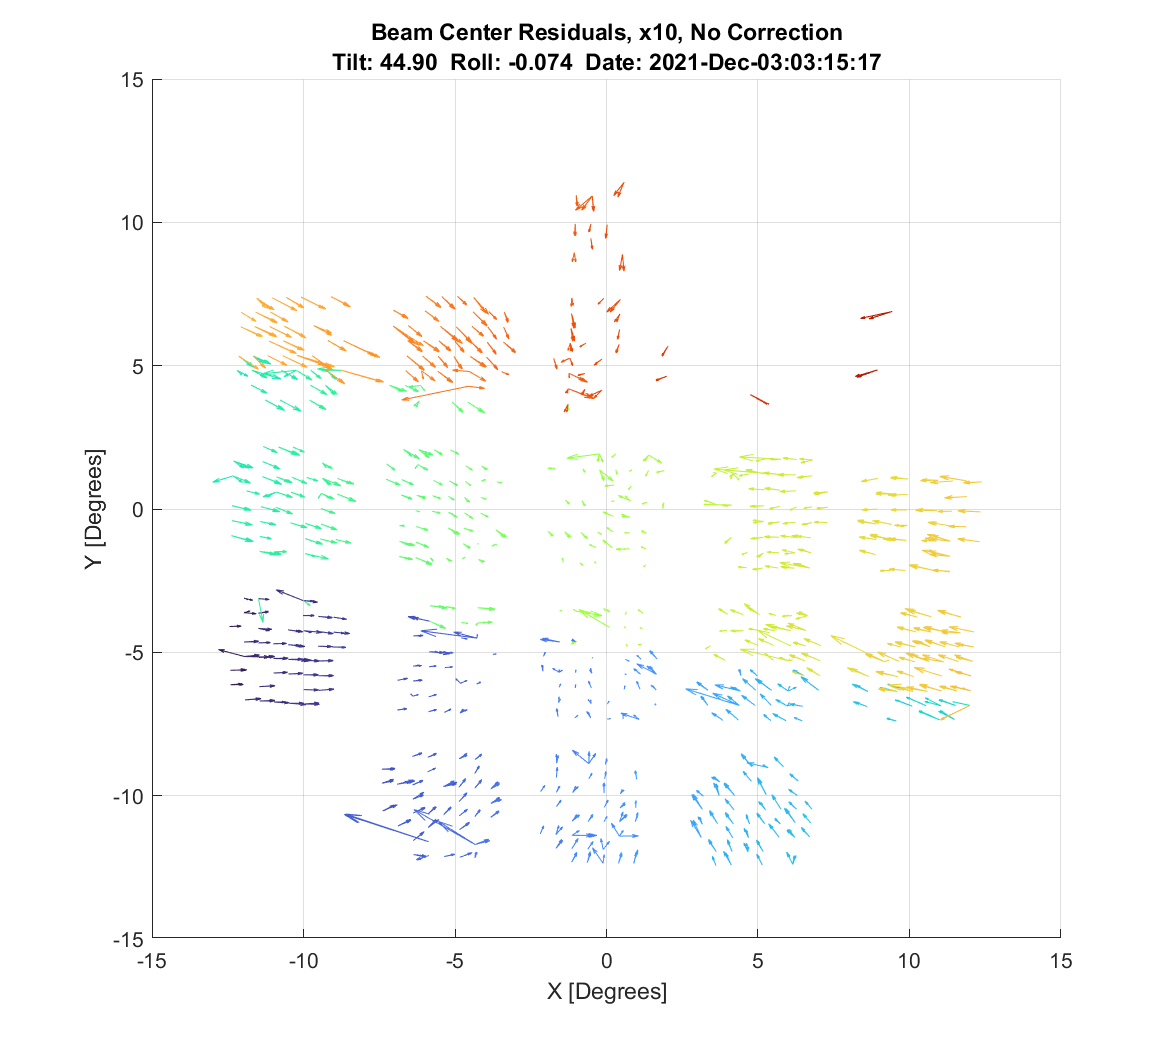 Beam Center Residuals, x10, No Correction
Tilt: 44.90 Roll: -0.074 Date: 2021-Dec-03:03:15:17
15
10
5
0
-5
-10
-15
Y [Degrees]
-15 -10 -5 0 5 10 15
X [Degrees]